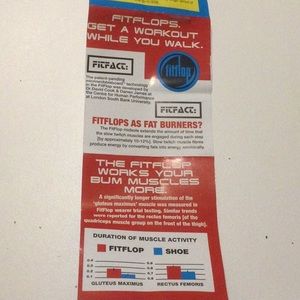 FITFLOPS.
GET A WORKOUT
WHILE YOU WALK.
FITFACT:
fitflop
The patent-pending
microwobbleboard technology
in the FitFlop was developed by
Dr David Cook & Darren James at
the Centre for Human Performance
at London South Bank University.
FITFACT:
FITFLOPS AS FAT BURNERS?
The FitFlop midsole extends the amount of time that
the slow twitch muscles are engaged during each step
(by approximately 10-12%). Slow twitch muscle fibres
produce energy by converting fats into energy aerobically.
THE FITFLOP
WORKS YOUR
BUM MUSCLES
MORE.
A significantly longer stimulation of the
'gluteus maximus' muscle was measured in
FitFlop wearer trial testing. Similar trends
were reported for the rectus femoris (of the
quadriceps muscle group on the front of the thigh).
DURATION OF MUSCLE ACTIVITY
FITFLOP SHOE
GLUTEUS MAXIMUS RECTUS FEMORIS